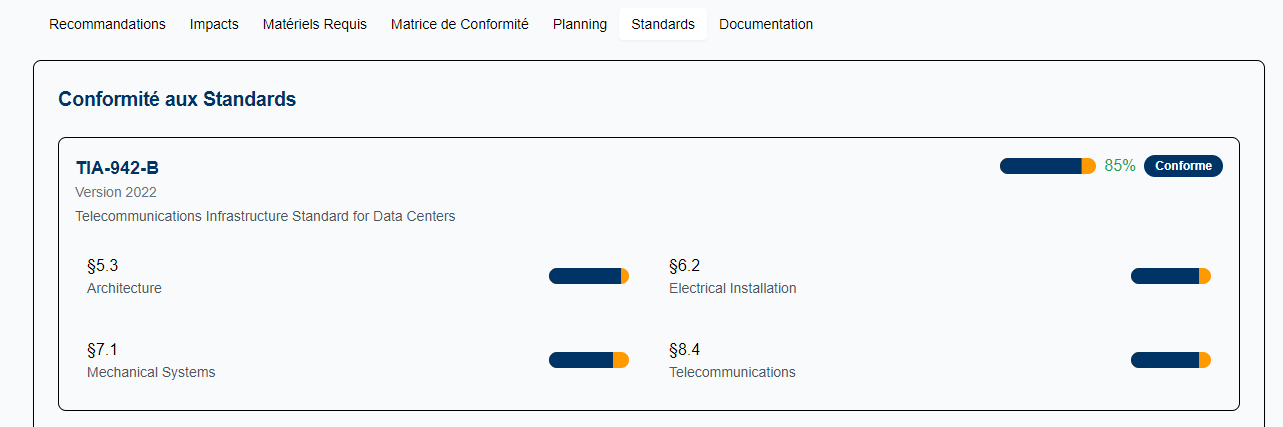 Recommandations Impacts Matériels Requis Matrice de Conformité Planning Standards Documentation
Conformité aux Standards
TIA-942-B
85% Conforme
Version 2022
Telecommunications Infrastructure Standard for Data Centers
§5.3
Architecture
§6.2
Electrical Installation
§7.1
Mechanical Systems
§8.4
Telecommunications